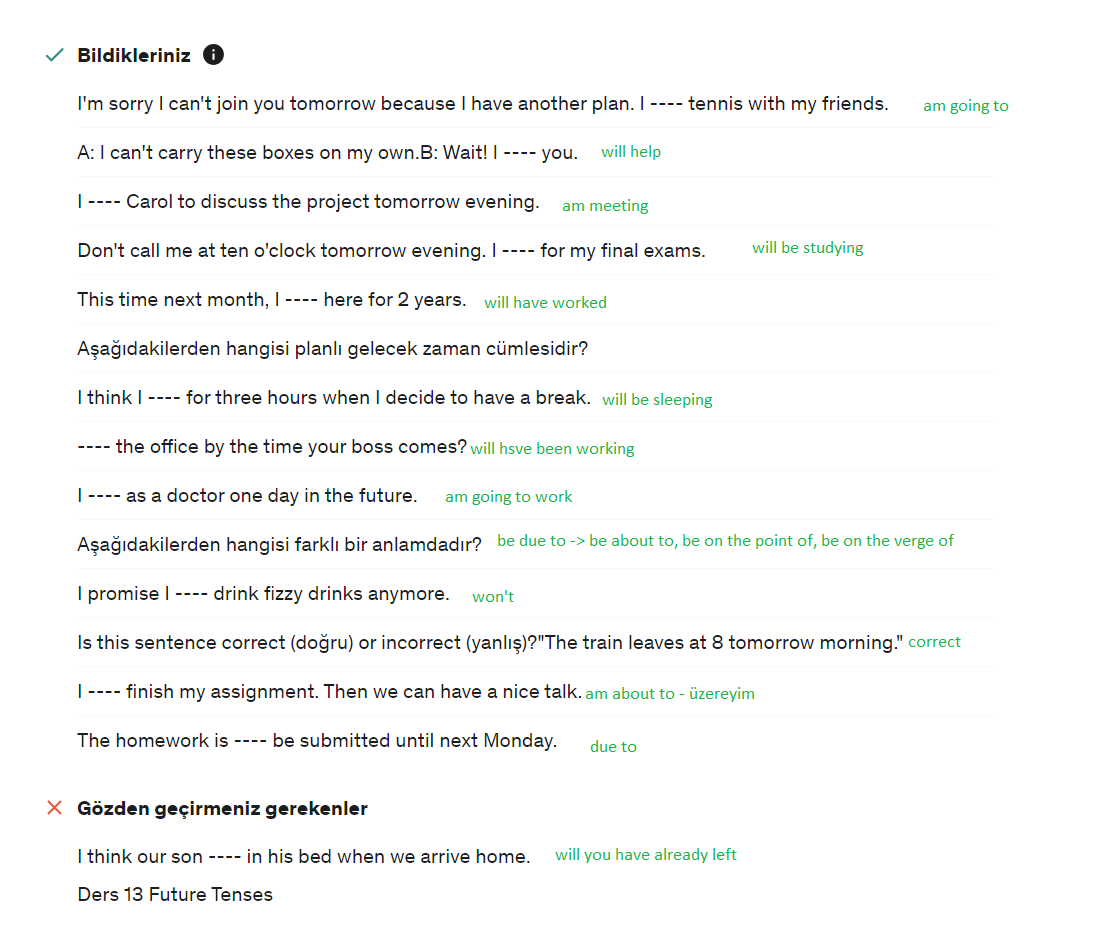 Bildikleriniz
I'm sorry I can't join you tomorrow because I have another plan. I ---- tennis with my friends. am going to
A: I can't carry these boxes on my own.B: Wait! I ---- you. will help
I ---- Carol to discuss the project tomorrow evening. am meeting
Don't call me at ten o'clock tomorrow evening. I ---- for my final exams. will be studying
This time next month, I ---- here for 2 years. will have worked
Aşağıdakilerden hangisi planlı gelecek zaman cümlesidir?
I think I ---- for three hours when I decide to have a break. will be sleeping
---- the office by the time your boss comes? will hsve been working
I ---- as a doctor one day in the future. am going to work
Aşağıdakilerden hangisi farklı bir anlamdadır? be due to -> be about to, be on the point of, be on the verge of
I promise I ---- drink fizzy drinks anymore. won't
Is this sentence correct (doğru) or incorrect (yanlış)?"The train leaves at 8 tomorrow morning." correct
I ---- finish my assignment. Then we can have a nice talk. am about to - üzereyim
The homework is ---- be submitted until next Monday. due to
Gözden geçirmeniz gerekenler
I think our son ---- in his bed when we arrive home. will you have already left
Ders 13 Future Tenses